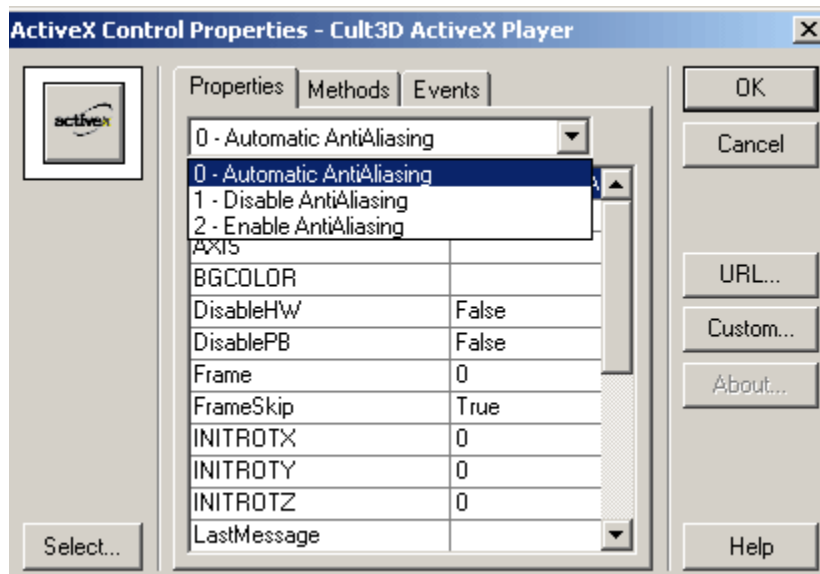 ActiveX Control Properties - Cult3D ActiveX Player
activex
Properties Methods Events
0 - Automatic AntiAliasing
0 - Automatic AntiAliasing
1 - Disable AntiAliasing
2 - Enable AntiAliasing
AXIS
BGCOLOR
DisableHW False
DisablePB False
Frame 0
FrameSkip True
INITROTX 0
INITROTY 0
INITROTZ 0
LastMessage
OK
Cancel
URL...
Custom...
About...
Select...
Help